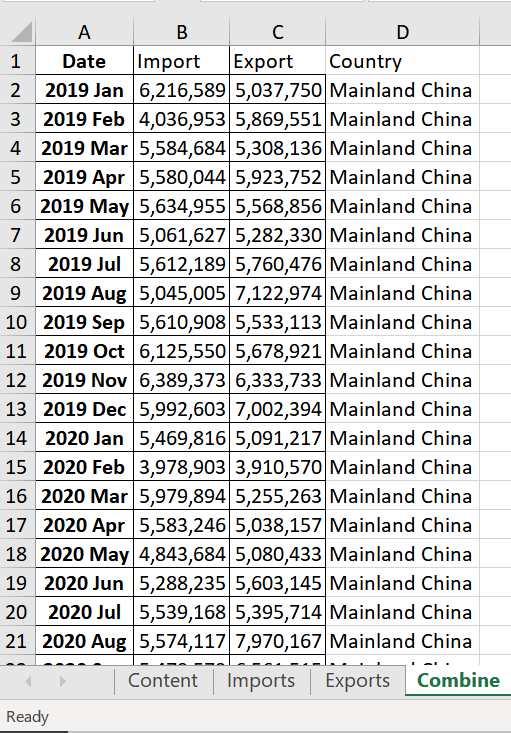 A B C D
1 Date Import Export Country
2 2019 Jan 6,216,589 5,037,750 Mainland China
3 2019 Feb 4,036,953 5,869,551 Mainland China
4 2019 Mar 5,584,684 5,308,136 Mainland China
5 2019 Apr 5,580,044 5,923,752 Mainland China
6 2019 May 5,634,955 5,568,856 Mainland China
7 2019 Jun 5,061,627 5,282,330 Mainland China
8 2019 Jul 5,612,189 5,760,476 Mainland China
9 2019 Aug 5,045,005 7,122,974 Mainland China
10 2019 Sep 5,610,908 5,533,113 Mainland China
11 2019 Oct 6,125,550 5,678,921 Mainland China
12 2019 Nov 6,389,373 6,333,733 Mainland China
13 2019 Dec 5,992,603 7,002,394 Mainland China
14 2020 Jan 5,469,816 5,091,217 Mainland China
15 2020 Feb 3,978,903 3,910,570 Mainland China
16 2020 Mar 5,979,894 5,255,263 Mainland China
17 2020 Apr 5,583,246 5,038,157 Mainland China
18 2020 May 4,843,684 5,080,433 Mainland China
19 2020 Jun 5,288,235 5,603,145 Mainland China
20 2020 Jul 5,539,168 5,395,714 Mainland China
21 2020 Aug 5,574,117 7,970,167 Mainland China
Content Imports Exports Combine
Ready